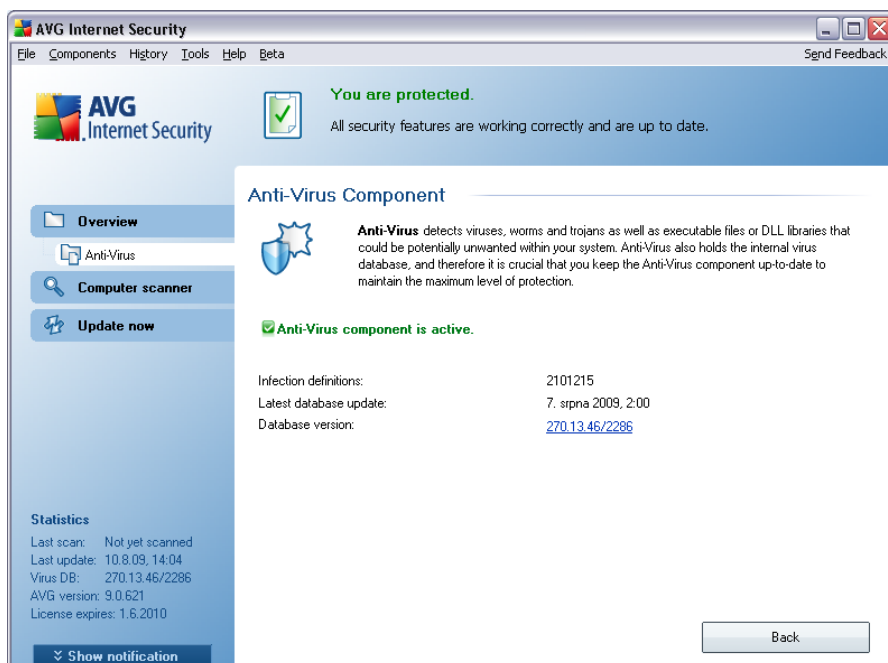 AVG Internet Security
File Components History Tools Help Beta Send Feedback
AVG
Internet Security
You are protected.
All security features are working correctly and are up to date.
Overview
Anti-Virus
Computer scanner
Update now
Anti-Virus Component
Anti-Virus detects viruses, worms and trojans as well as executable files or DLL libraries that
could be potentially unwanted within your system. Anti-Virus also holds the internal virus
database, and therefore it is crucial that you keep the Anti-Virus component up-to-date to
maintain the maximum level of protection.
Anti-Virus component is active.
Infection definitions: 2101215
Latest database update: 7. srpna 2009, 2:00
Database version: 270.13.46/2286
Statistics
Last scan: Not yet scanned
Last update: 10.8.09, 14:04
Virus DB: 270.13.46/2286
AVG version: 9.0.621
License expires: 1.6.2010
Show notification
Back